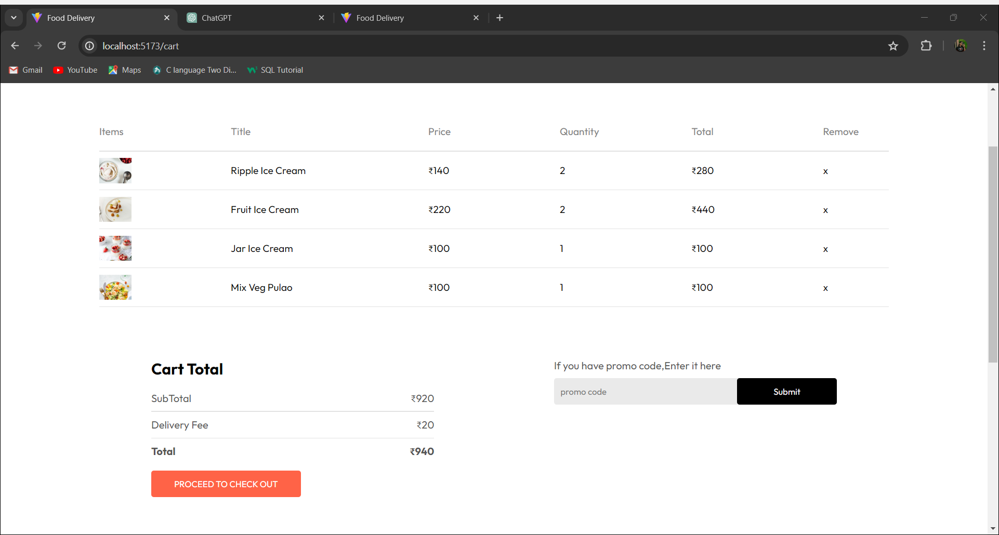 Food Delivery ChatGPT Food Delivery
localhost:5173/cart
Gmail YouTube Maps C language Two Di... SQL Tutorial
Items Title Price Quantity Total Remove
Ripple Ice Cream ₹140 2 ₹280 x
Fruit Ice Cream ₹220 2 ₹440 x
Jar Ice Cream ₹100 1 ₹100 x
Mix Veg Pulao ₹100 1 ₹100 x
Cart Total
SubTotal ₹920
Delivery Fee ₹20
Total ₹940
PROCEED TO CHECK OUT
If you have promo code,Enter it here
promo code Submit